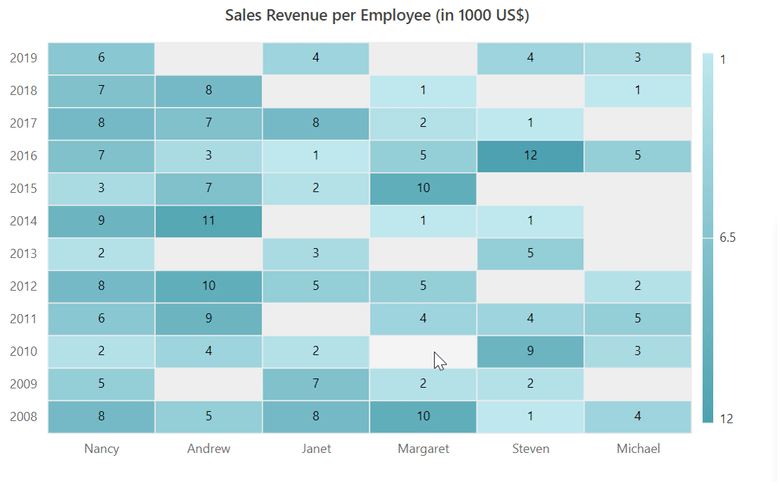 Sales Revenue per Employee (in 1000 US$)
2019 6 4 4 3
2018 7 8 1 1
2017 8 7 8 2 1
2016 7 3 1 5 12 5
2015 3 7 2 10
2014 9 11 1 1
2013 2 3 5
2012 8 10 5 5 2
2011 6 9 4 4 5
2010 2 4 2 9 3
2009 5 7 2 2
2008 8 5 8 10 1 4
Nancy Andrew Janet Margaret Steven Michael
1
6.5
12